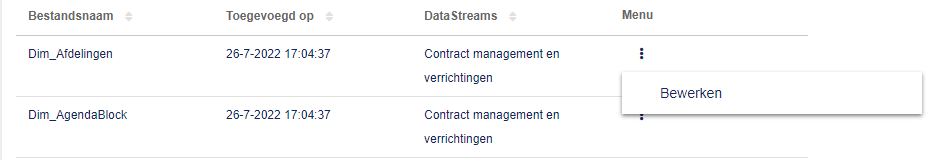 Bestandsnaam Toegevoegd op DataStreams Menu
Dim_Afdelingen 26-7-2022 17:04:37 Contract management en
verrichtingen
Bewerken
Dim_AgendaBlock 26-7-2022 17:04:37 Contract management en
verrichtingen